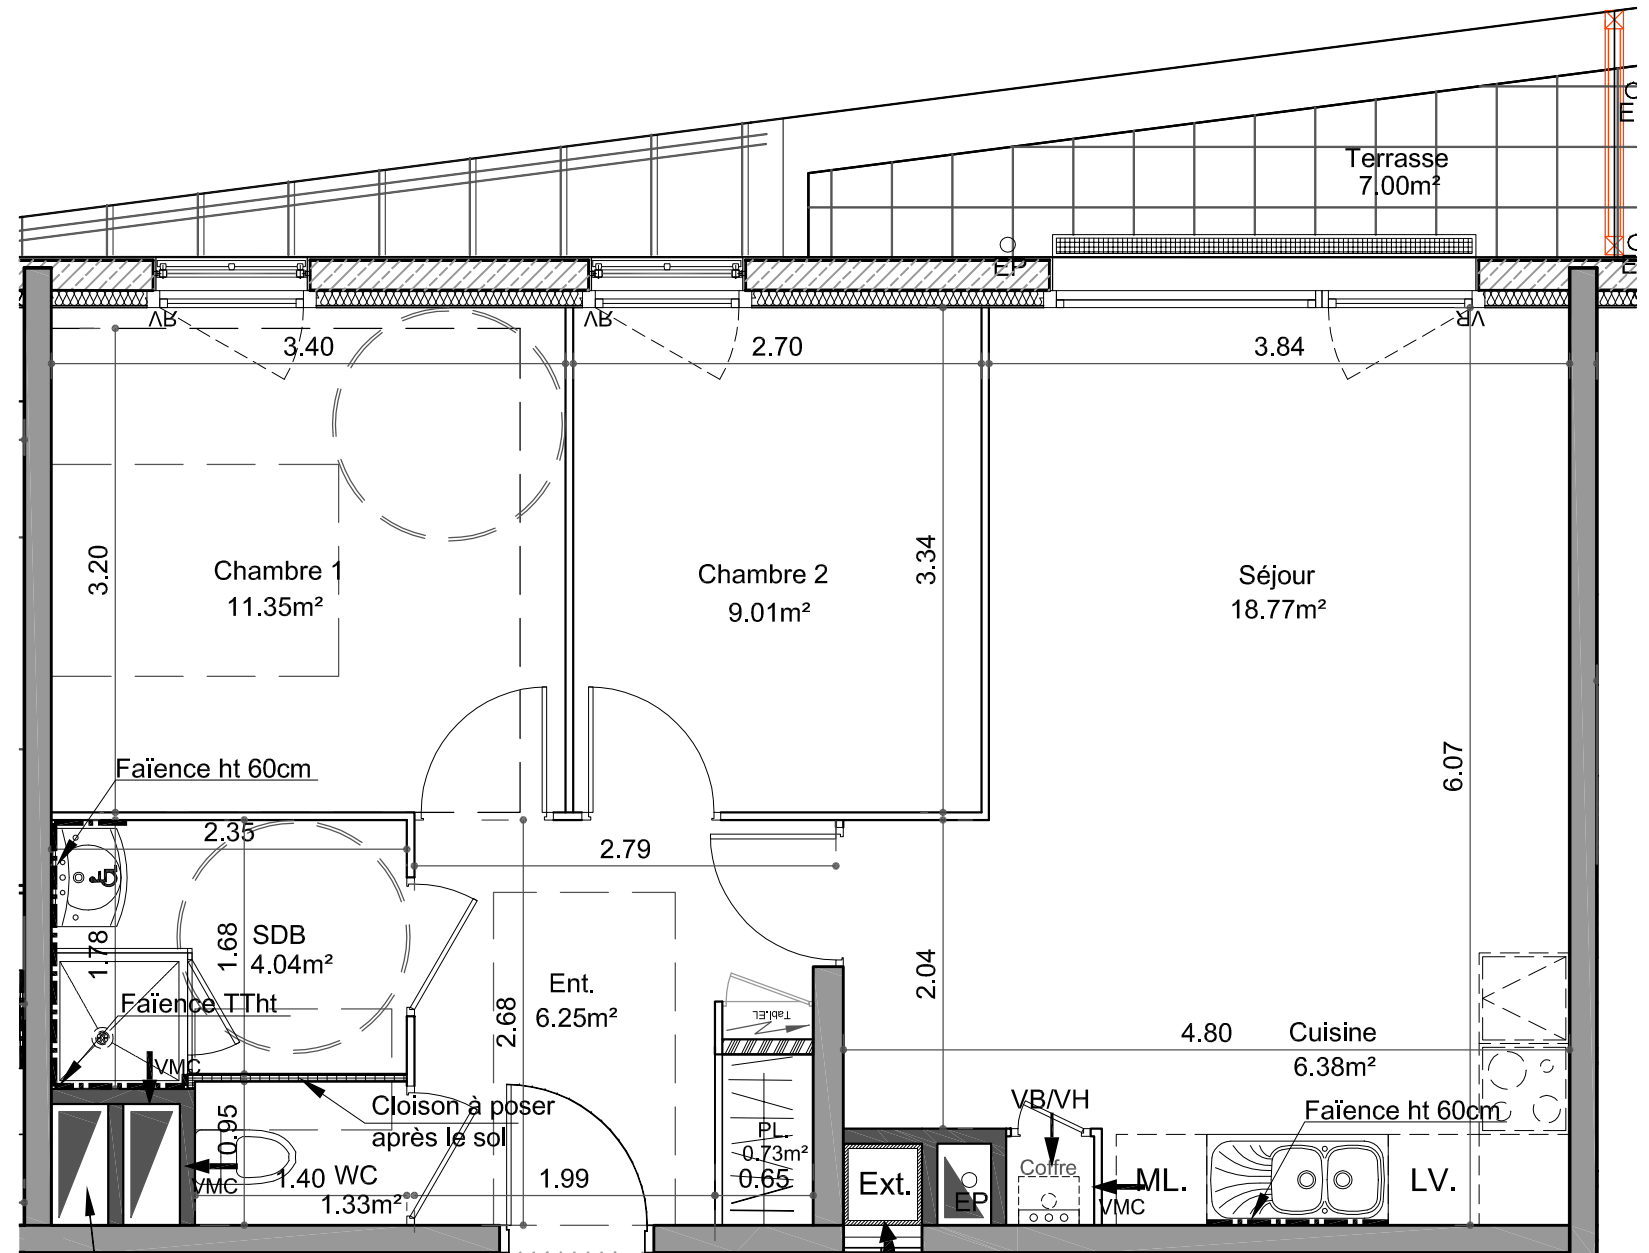 Terrasse
7.00m²
EP
VR
VR
VR
3.40
2.70
3.84
3.20
3.34
Chambre 1
11.35m²
Chambre 2
9.01m²
Séjour
18.77m²
6.07
Faïence ht 60cm
2.35
2.79
1.78
1.68
SDB
4.04m²
Faïence TTht
Ent.
6.25m²
2.68
2.04
Tabl.EL
4.80
Cuisine
6.38m²
VMC
Cloison à poser
après le sol
VB/VH
Faïence ht 60cm
0.95
PL.
0.73m²
1.40
WC
1.33m²
VMC
1.99
0.65
Ext.
EP
Coffre
VMC
ML.
LV.